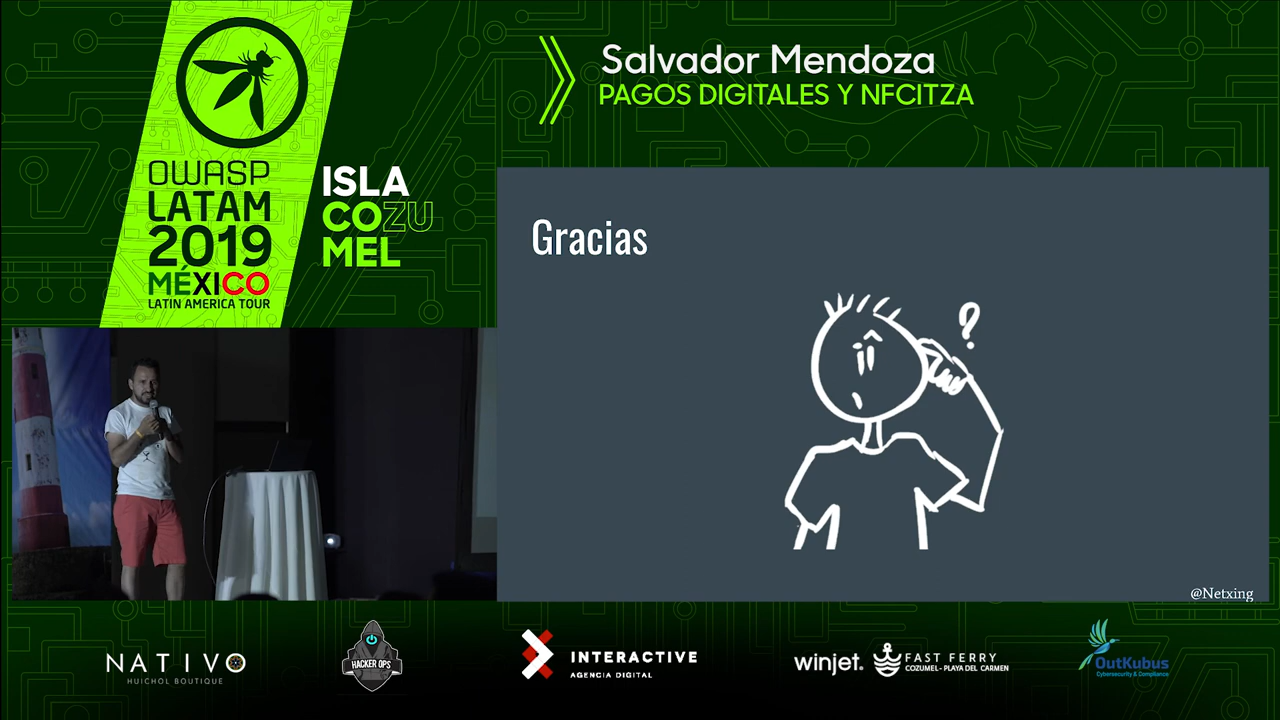 Salvador Mendoza
PAGOS DIGITALES Y NFCITZA
OWASP
LATAM
2019
MÉXICO
LATIN AMERICA TOUR
ISLA
COZU
MEL
Gracias
?
@Netxing
NATIVO
HUICHOL BOUTIQUE
HACKER OPS
INTERACTIVE
AGENCIA DIGITAL
winjet.
FAST FERRY
COZUMEL - PLAYA DEL CARMEN
OutKubus
Cybersecurity & Compliance